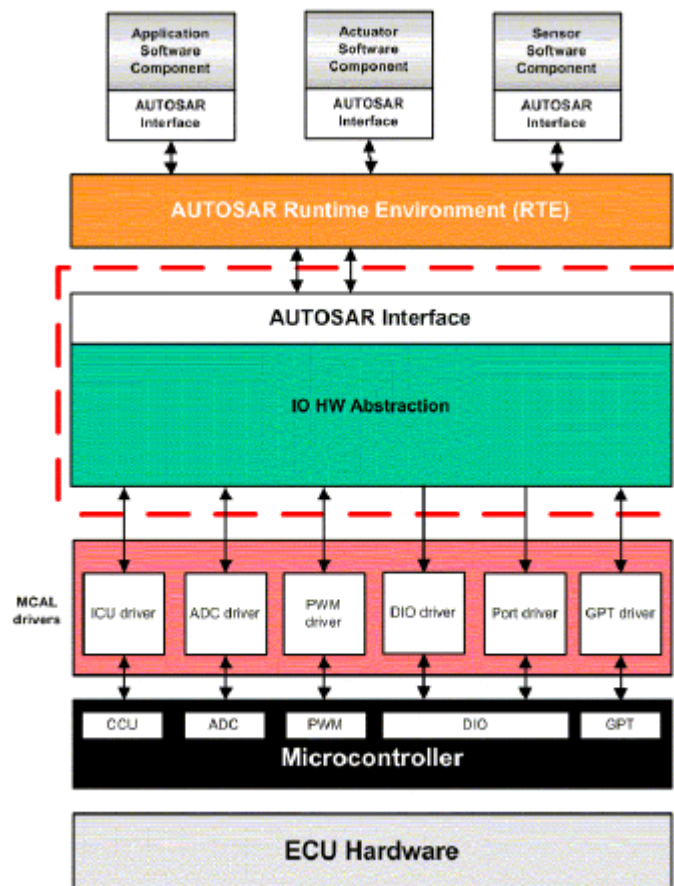 Application
Software
Component
AUTOSAR
Interface
Actuator
Software
Component
AUTOSAR
Interface
Sensor
Software
Component
AUTOSAR
Interface
AUTOSAR Runtime Environment (RTE)
AUTOSAR Interface
IO HW Abstraction
MCAL
drivers
ICU driver
ADC driver
PWM
driver
DIO driver
Port driver
GPT driver
CCU
ADC
PWM
DIO
GPT
Microcontroller
ECU Hardware